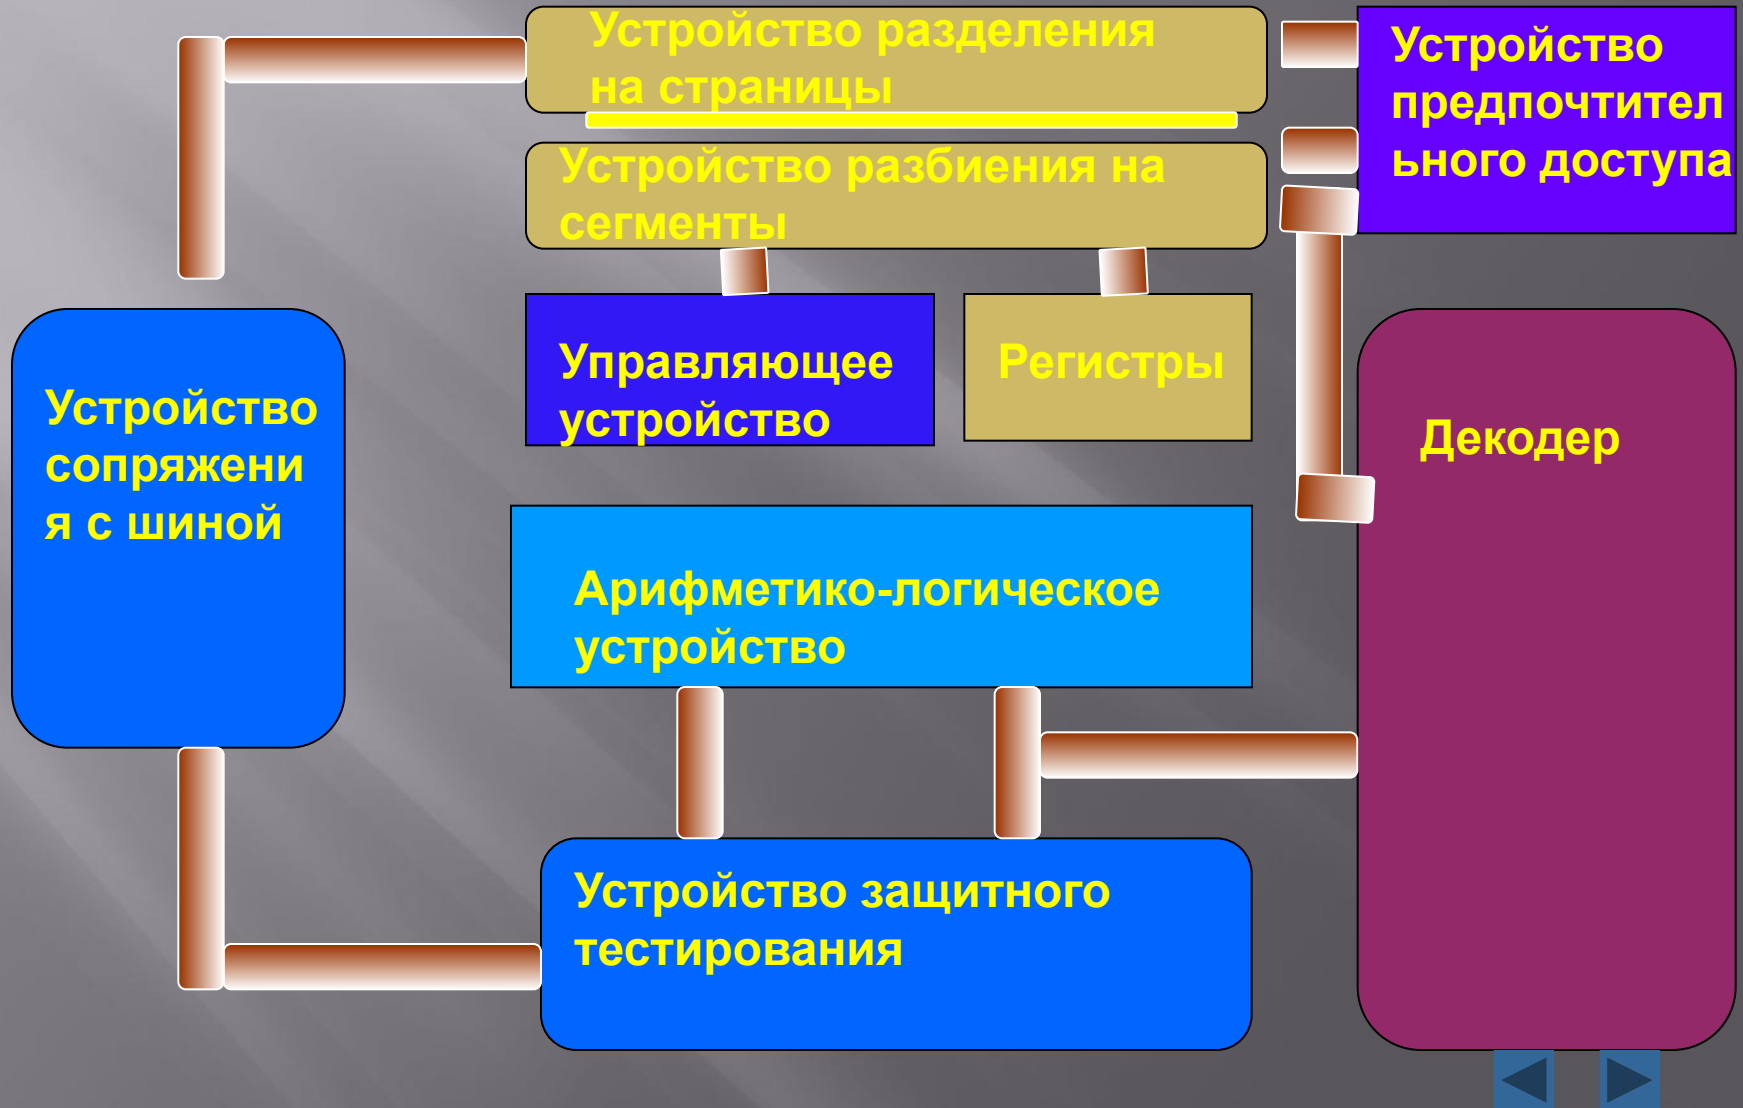 Устройство разделения
на страницы
Устройство
предпочтител
ьного доступа
Устройство разбиения на
сегменты
Управляющее
устройство
Регистры
Устройство
сопряжени
я с шиной
Декодер
Арифметико-логическое
устройство
Устройство защитного
тестирования